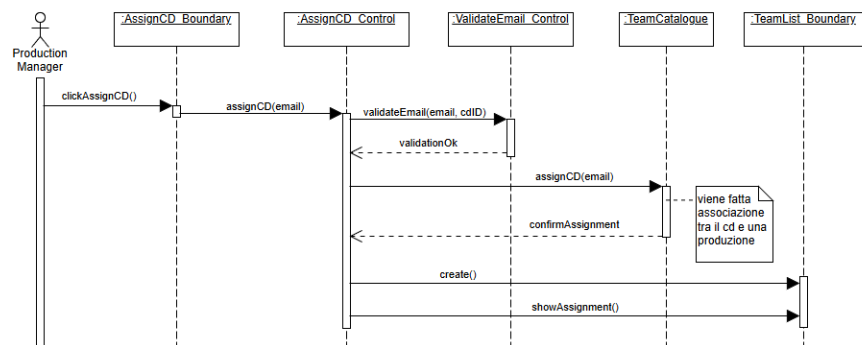 :AssignCD_Boundary
:AssignCD_Control
:ValidateEmail_Control
:TeamCatalogue
:TeamList_Boundary
Production
Manager
clickAssignCD()
assignCD(email)
validateEmail(email, cdID)
validationOk
assignCD(email)
viene fatta
associazione
tra il cd e una
produzione
confirmAssignment
create()
showAssignment()